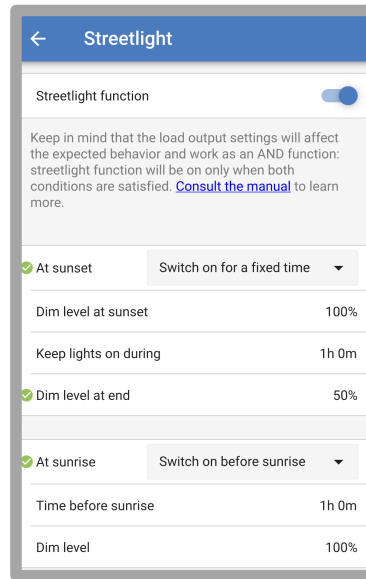 Streetlight
Streetlight function
Keep in mind that the load output settings will affect
the expected behavior and work as an AND function:
streetlight function will be on only when both
conditions are satisfied. Consult the manual to learn
more.
At sunset Switch on for a fixed time
Dim level at sunset 100%
Keep lights on during 1h 0m
Dim level at end 50%
At sunrise Switch on before sunrise
Time before sunrise 1h 0m
Dim level 100%